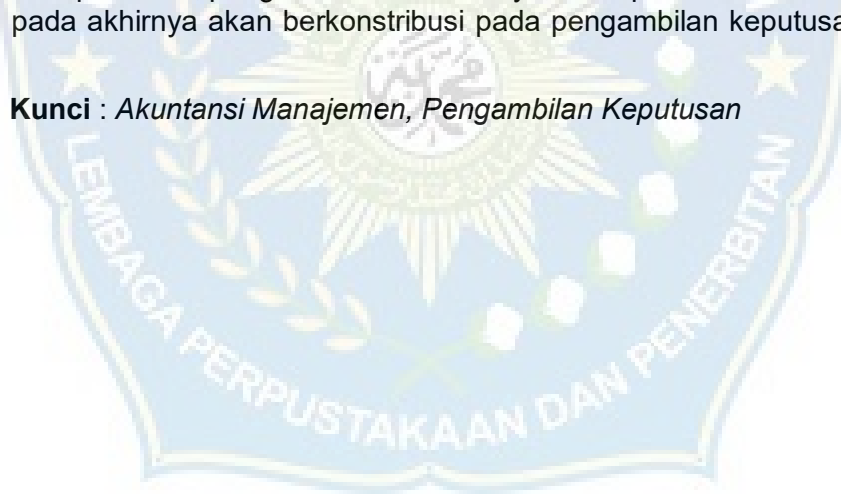 pada akhirnya akan berkonstribusi pada pengambilan keputusa
Kunci : Akuntansi Manajemen, Pengambilan Keputusan
LEMBAGA PERPUSTAKAAN DAN PENERBITAN